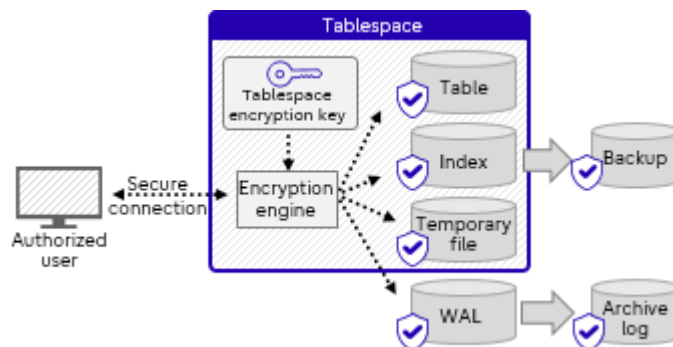 Tablespace
Tablespace
encryption key
Table
Index
Backup
Secure
connection
Encryption
engine
Authorized
user
Temporary
file
WAL
Archive
log